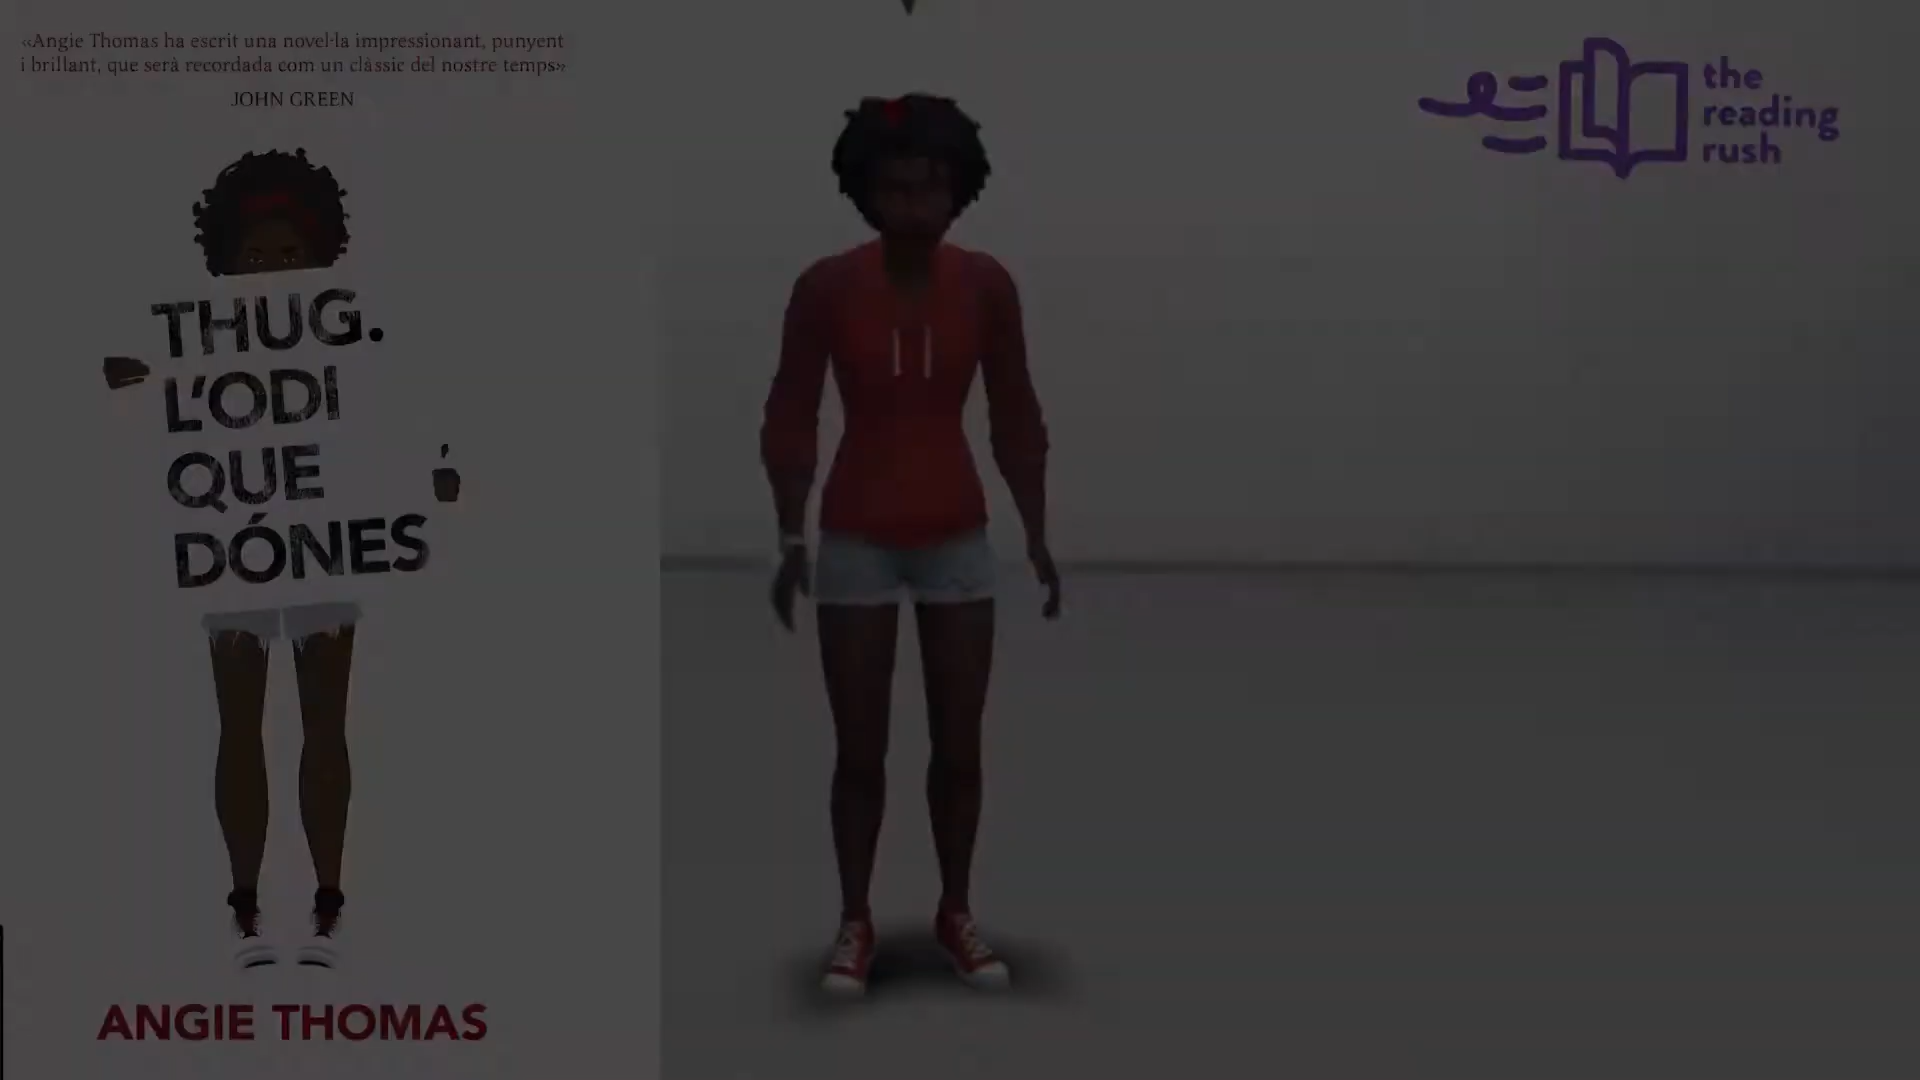 «Angie Thomas ha escrit una novel·la impressionant, punyent
i brillant, que serà recordada com un clàssic del nostre temps»
JOHN GREEN
THUG.
L'ODI
QUE
DÓNES
ANGIE THOMAS
the
reading
rush